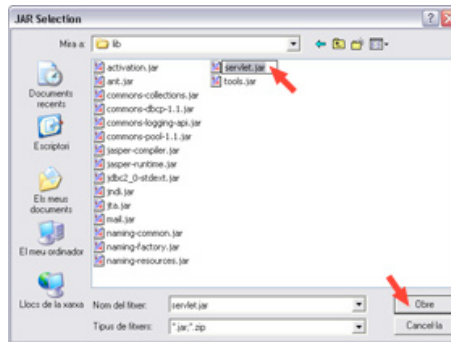 JAR Selection
Mira a:
lib
activation.jar
ant.jar
commons-collections.jar
commons-dbcp-1.1.jar
commons-logging-api.jar
commons-pool-1.1.jar
jasper-compiler.jar
jasper-runtime.jar
jdbc2_0-stdext.jar
jndi.jar
jta.jar
mail.jar
naming-common.jar
naming-factory.jar
naming-resources.jar
servlet.jar
tools.jar
Documents
recents
Escriptori
Els meus
documents
El meu ordinador
Llocs de la xarxa
Nom del fitxer:
servlet.jar
Obre
Tipus de fitxers:
*.jar;*.zip
Cancel·la